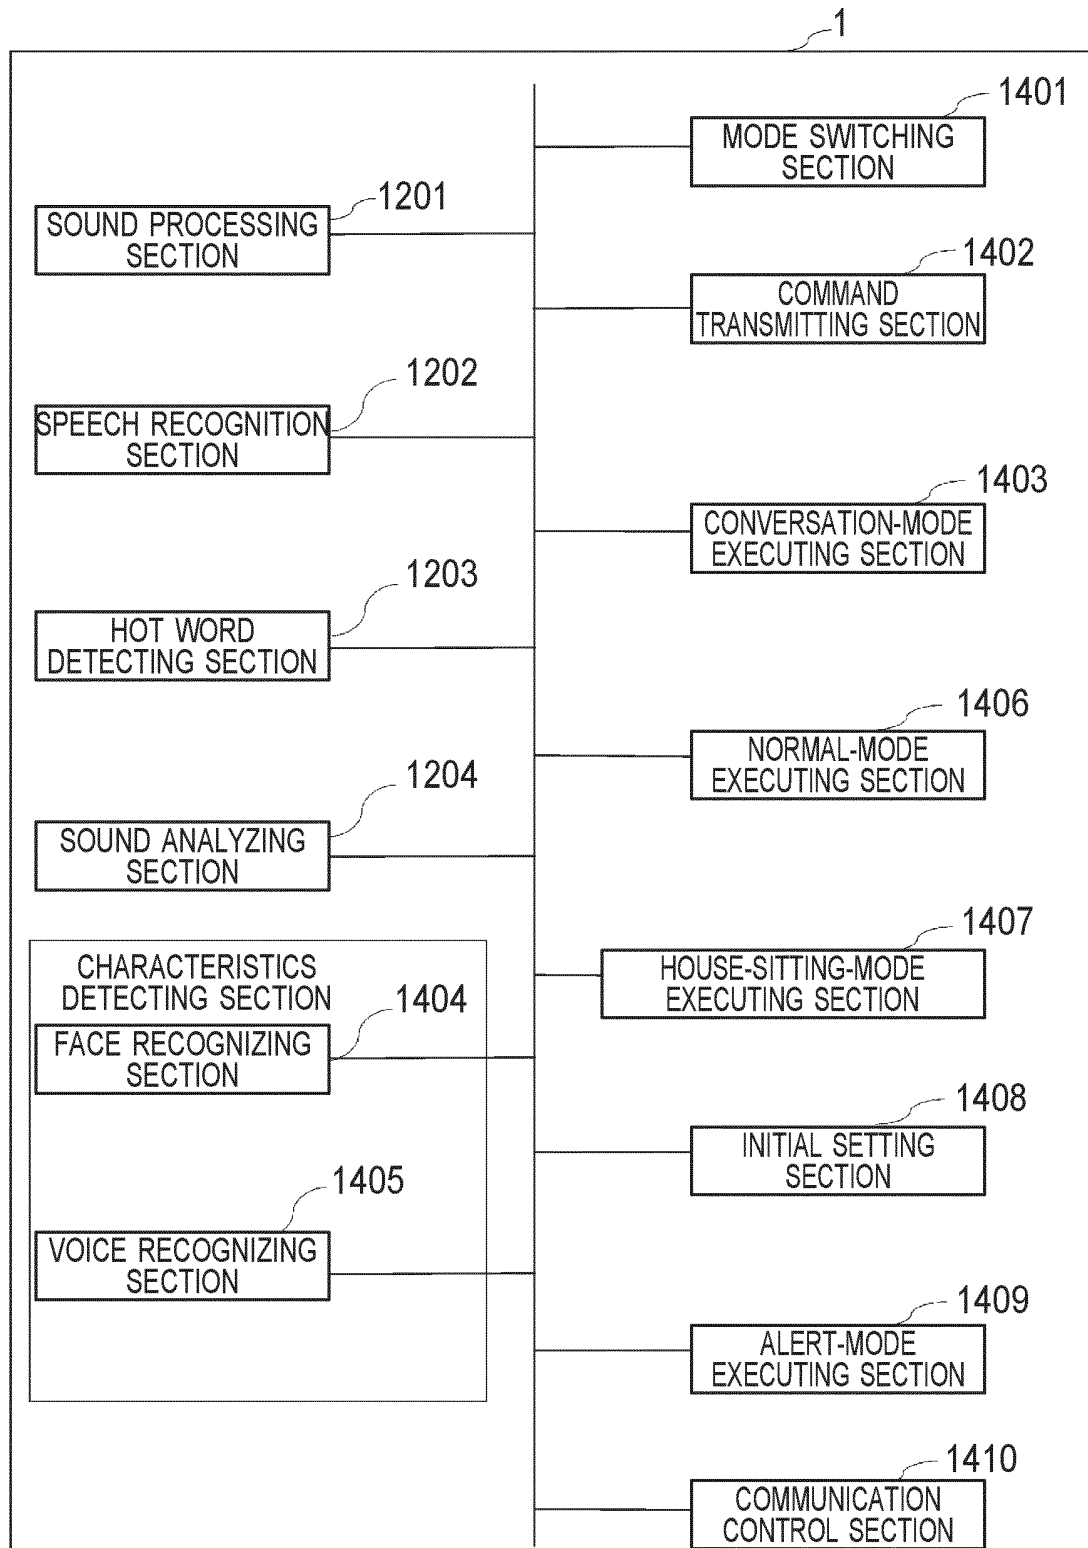 1
1401
MODE SWITCHING
SECTION
1201
SOUND PROCESSING
SECTION
1402
COMMAND
TRANSMITTING SECTION
1202
SPEECH RECOGNITION
SECTION
1403
CONVERSATION-MODE
EXECUTING SECTION
1203
HOT WORD
DETECTING SECTION
1406
NORMAL-MODE
EXECUTING SECTION
1204
SOUND ANALYZING
SECTION
1407
HOUSE-SITTING-MODE
EXECUTING SECTION
CHARACTERISTICS
DETECTING SECTION
1404
FACE RECOGNIZING
SECTION
1408
INITIAL SETTING
SECTION
1405
VOICE RECOGNIZING
SECTION
1409
ALERT-MODE
EXECUTING SECTION
1410
COMMUNICATION
CONTROL SECTION